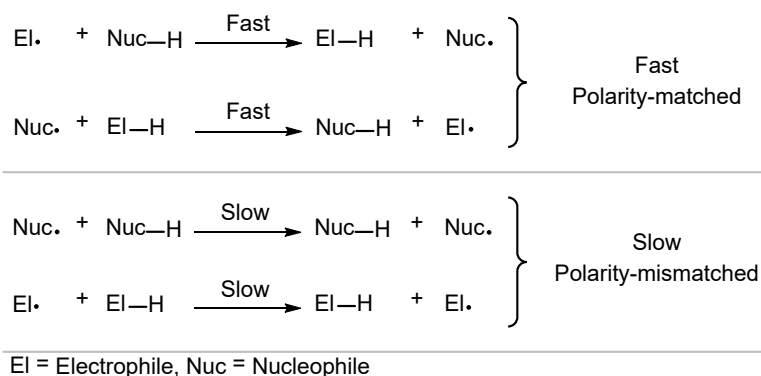 Fast
El· + Nuc—H El—H + Nuc·
Fast
Nuc· + El—H Nuc—H + El·
Fast
Polarity-matched
Slow
Nuc· + Nuc—H Nuc—H + Nuc·
Slow
El· + El—H El—H + El·
Slow
Polarity-mismatched
El = Electrophile, Nuc = Nucleophile